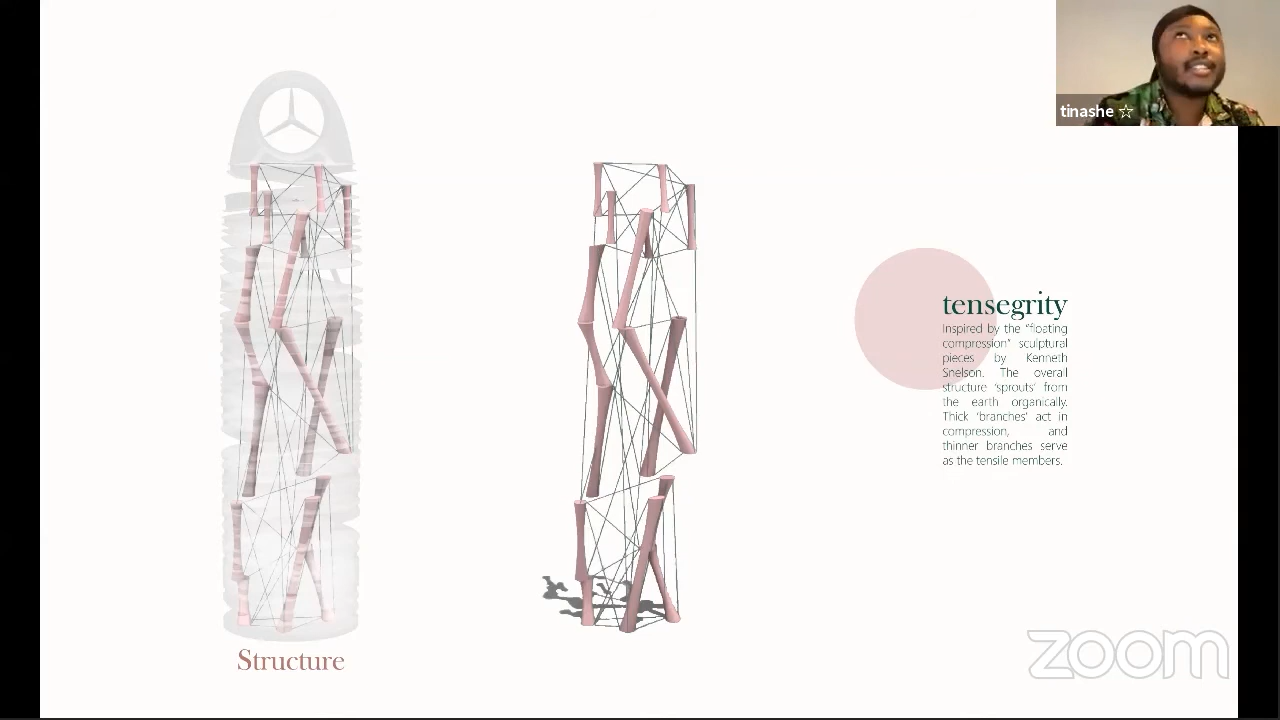 tinashe ☆
tensegrity
Inspired by the “floating
compression” sculptural
pieces by Kenneth
Snelson. The overall
structure ‘sprouts’ from
the earth organically.
Thick ‘branches’ act in
compression, and
thinner branches serve
as the tensile members.
Structure
zoom